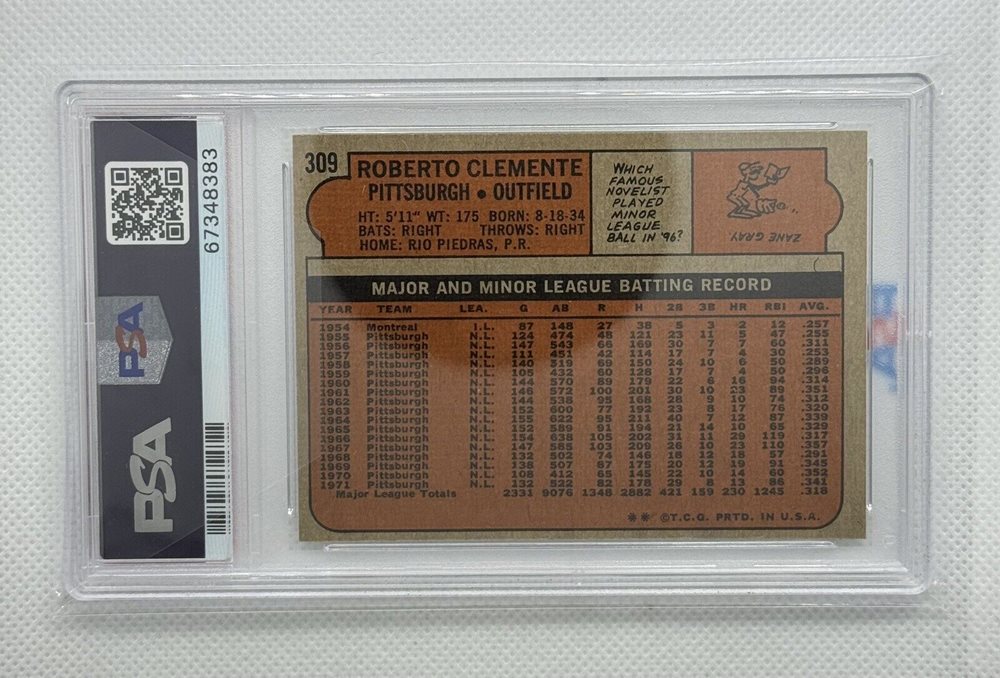 309 ROBERTO CLEMENTE
PITTSBURGH • OUTFIELD
HT: 5'11" WT: 175 BORN: 8-18-34
BATS: RIGHT THROWS: RIGHT
HOME: RIO PIEDRAS, P.R.
WHICH
FAMOUS
NOVELIST
PLAYED
MINOR
LEAGUE
BALL IN '96?
ZANE GRAY
MAJOR AND MINOR LEAGUE BATTING RECORD
YEAR TEAM LEA. G AB R H 2B 3B HR RBI AVG.
1954 Montreal I.L. 87 148 27 38 5 3 2 12 .257
1955 Pittsburgh N.L. 124 474 48 121 23 11 5 47 .255
1956 Pittsburgh N.L. 147 543 66 169 30 7 7 60 .311
1957 Pittsburgh N.L. 111 451 42 114 17 7 4 30 .253
1958 Pittsburgh N.L. 140 519 69 150 24 10 6 50 .289
1959 Pittsburgh N.L. 105 432 60 128 17 7 4 50 .296
1960 Pittsburgh N.L. 144 570 89 179 22 6 16 94 .314
1961 Pittsburgh N.L. 146 572 100 201 30 10 23 89 .351
1962 Pittsburgh N.L. 144 538 95 168 28 9 10 74 .312
1963 Pittsburgh N.L. 152 600 77 192 23 8 17 76 .320
1964 Pittsburgh N.L. 155 622 95 211 40 7 12 87 .339
1965 Pittsburgh N.L. 152 589 91 194 21 14 10 65 .329
1966 Pittsburgh N.L. 154 638 105 202 31 11 29 119 .317
1967 Pittsburgh N.L. 147 585 103 209 26 10 23 110 .357
1968 Pittsburgh N.L. 132 502 74 146 18 12 18 57 .291
1969 Pittsburgh N.L. 138 507 87 175 20 12 19 91 .345
1970 Pittsburgh N.L. 108 412 65 145 22 10 14 60 .352
1971 Pittsburgh N.L. 132 522 82 178 29 8 13 86 .341
Major League Totals 2331 9076 1348 2882 421 159 230 1245 .318
** ©T.C.G. PRTD. IN U.S.A.
67348383
PSA
PSA